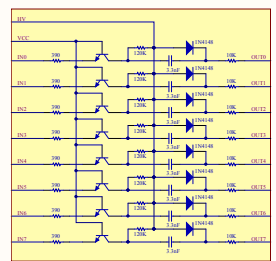 HV
VCC
1N4148
IN0 390 120K 3.3nF 10K OUT0
1N4148
IN1 390 120K 3.3nF 10K OUT1
1N4148
IN2 390 120K 3.3nF 10K OUT2
1N4148
IN3 390 120K 3.3nF 10K OUT3
1N4148
IN4 390 120K 3.3nF 10K OUT4
1N4148
IN5 390 120K 3.3nF 10K OUT5
1N4148
IN6 390 120K 3.3nF 10K OUT6
1N4148
IN7 390 120K 3.3nF 10K OUT7